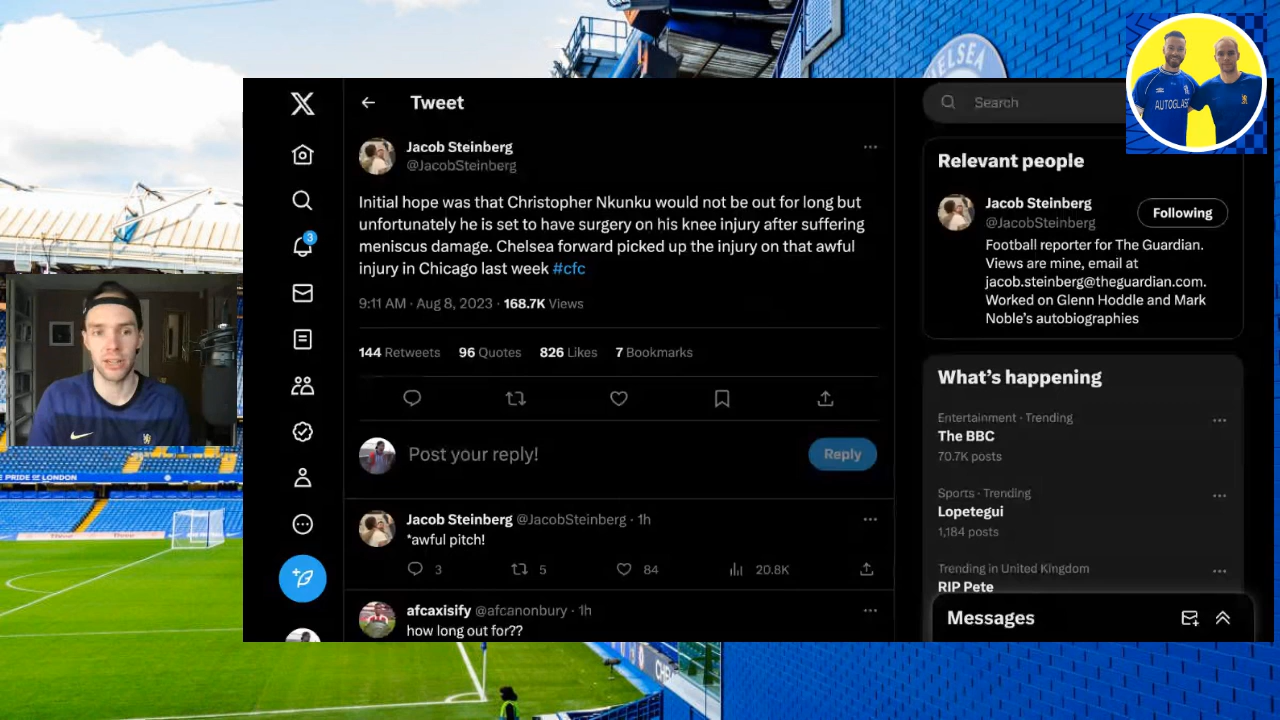 CHELSEA
AUTOGLASS
Tweet
Search
Jacob Steinberg
@JacobSteinberg
Initial hope was that Christopher Nkunku would not be out for long but
unfortunately he is set to have surgery on his knee injury after suffering
meniscus damage. Chelsea forward picked up the injury on that awful
injury in Chicago last week #cfc
9:11 AM · Aug 8, 2023 · 168.7K Views
144 Retweets 96 Quotes 826 Likes 7 Bookmarks
Post your reply!
Reply
Jacob Steinberg @JacobSteinberg · 1h
*awful pitch!
3 5 84 20.8K
afcaxisify @afcanonbury · 1h
how long out for??
3
Relevant people
Jacob Steinberg
@JacobSteinberg
Following
Football reporter for The Guardian.
Views are mine, email at
jacob.steinberg@theguardian.com.
Worked on Glenn Hoddle and Mark
Noble's autobiographies
What's happening
Entertainment · Trending
The BBC
70.7K posts
Sports · Trending
Lopetegui
1,184 posts
Trending in United Kingdom
RIP Pete
Messages
PRIDE OF LONDON